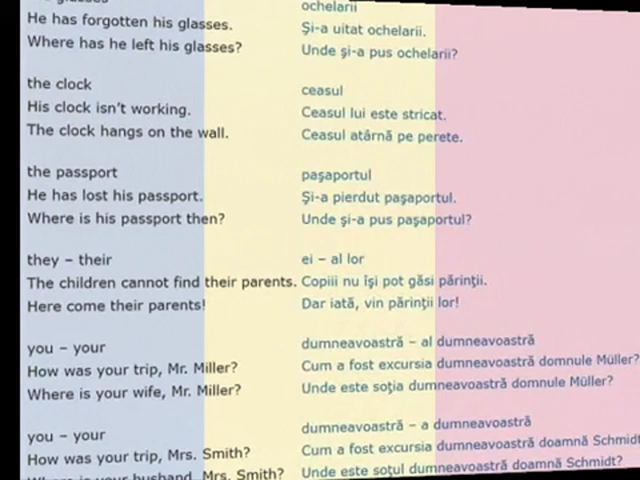 glasses
ochelarii
He has forgotten his glasses.
Şi-a uitat ochelarii.
Where has he left his glasses?
Unde şi-a pus ochelarii?
the clock
ceasul
His clock isn't working.
Ceasul lui este stricat.
The clock hangs on the wall.
Ceasul atârnă pe perete.
the passport
paşaportul
He has lost his passport.
Şi-a pierdut paşaportul.
Where is his passport then?
Unde şi-a pus paşaportul?
they – their
ei – al lor
The children cannot find their parents.
Copiii nu îşi pot găsi părinţii.
Here come their parents!
Dar iată, vin părinţii lor!
you – your
dumneavoastră – al dumneavoastră
How was your trip, Mr. Miller?
Cum a fost excursia dumneavoastră domnule Müller?
Where is your wife, Mr. Miller?
Unde este soţia dumneavoastră domnule Müller?
you – your
dumneavoastră – a dumneavoastră
How was your trip, Mrs. Smith?
Cum a fost excursia dumneavoastră doamnă Schmidt
Where is your husband, Mrs. Smith?
Unde este soţul dumneavoastră doamnă Schmidt?